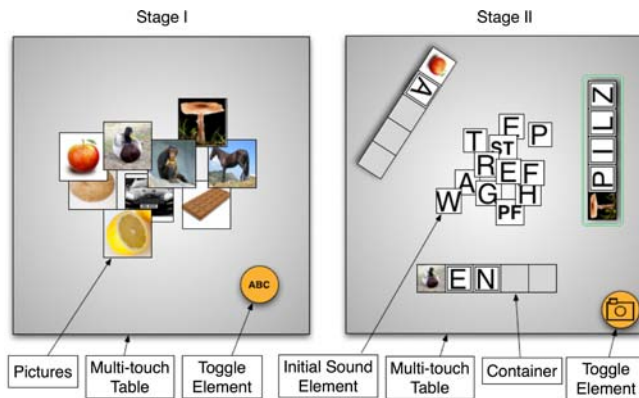 Stage I
Stage II
ABC
A
P I L Z
T
F
P
ST
R
E
F
A
G
H
W
PF
E N
Pictures
Multi-touch
Table
Toggle
Element
Initial Sound
Element
Multi-touch
Table
Container
Toggle
Element